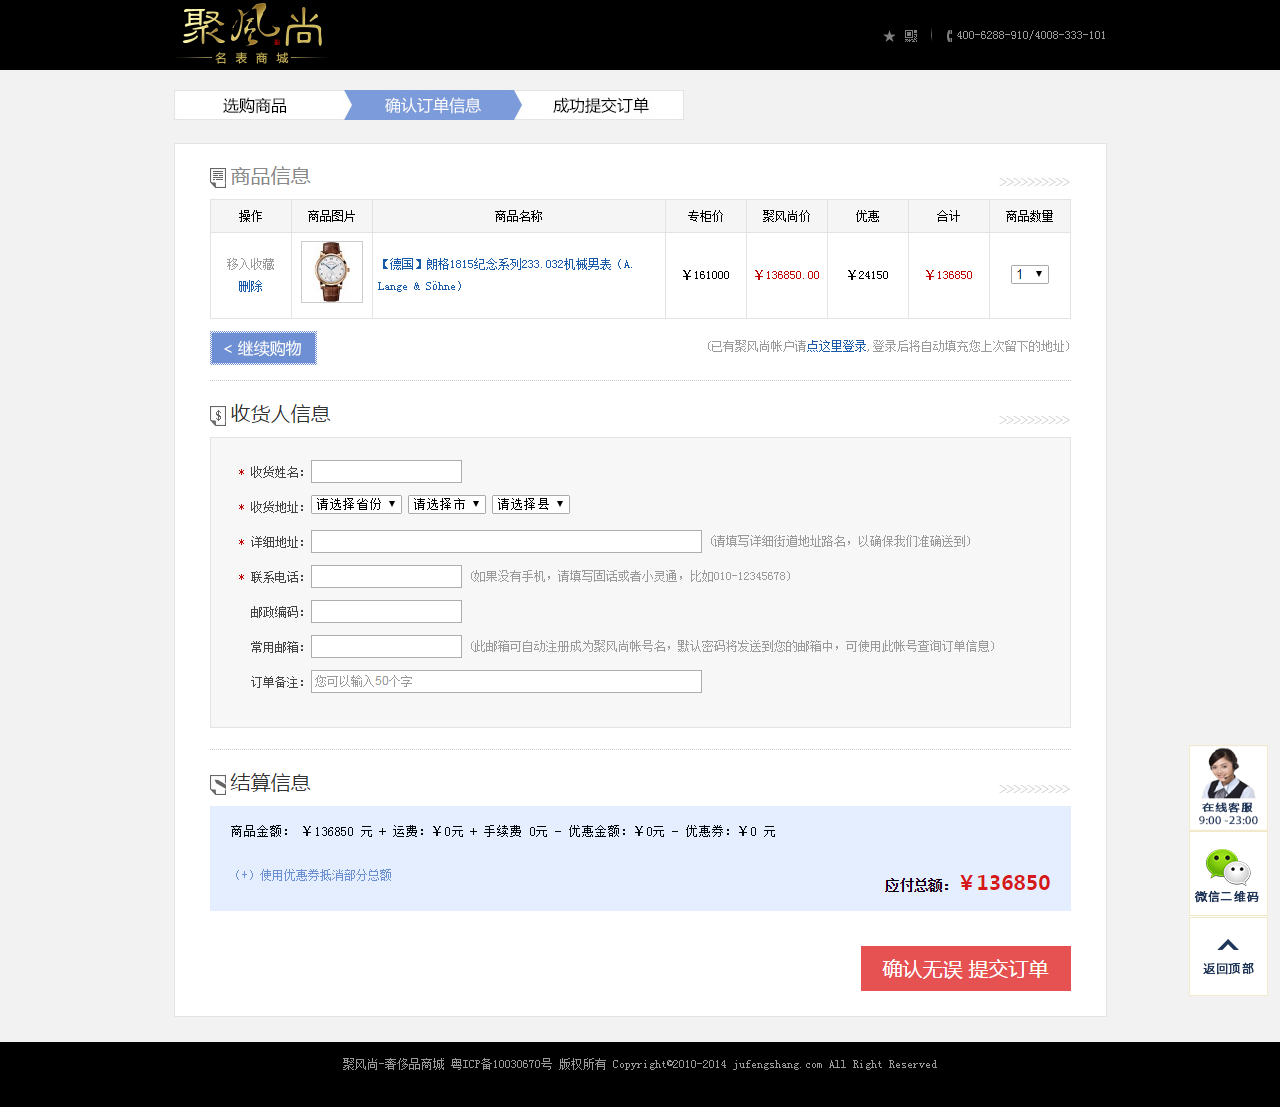 聚风尚
名表商城
400-6288-910/4008-333-101
选购商品 确认订单信息 成功提交订单
商品信息 >>>>>>>>>>
操作 商品图片 商品名称 专柜价 聚风尚价 优惠 合计 商品数量
移入收藏
删除
【德国】朗格1815纪念系列233.032机械男表（A.
Lange & Söhne）
￥161000 ￥136850.00 ￥24150 ￥136850 1
< 继续购物 （已有聚风尚帐户请点这里登录,登录后将自动填充您上次留下的地址）
收货人信息 >>>>>>>>>>
* 收货姓名：
* 收货地址： 请选择省份 请选择市 请选择县
* 详细地址： （请填写详细街道地址路名，以确保我们准确送到）
* 联系电话： （如果没有手机，请填写固话或者小灵通，比如010-12345678）
邮政编码：
常用邮箱： （此邮箱可自动注册成为聚风尚帐号名，默认密码将发送到您的邮箱中，可使用此帐号查询订单信息）
订单备注： 您可以输入50个字
结算信息 >>>>>>>>>>
商品金额： ￥136850 元 + 运费：￥0元 + 手续费 0元 - 优惠金额：￥0元 - 优惠券：￥0 元
（+）使用优惠券抵消部分总额
应付总额：￥136850
确认无误 提交订单
在线客服
9:00 -23:00
微信二维码
返回顶部
聚风尚-奢侈品商城 粤ICP备10030670号 版权所有 Copyright©2010-2014 jufengshang.com All Right Reserved